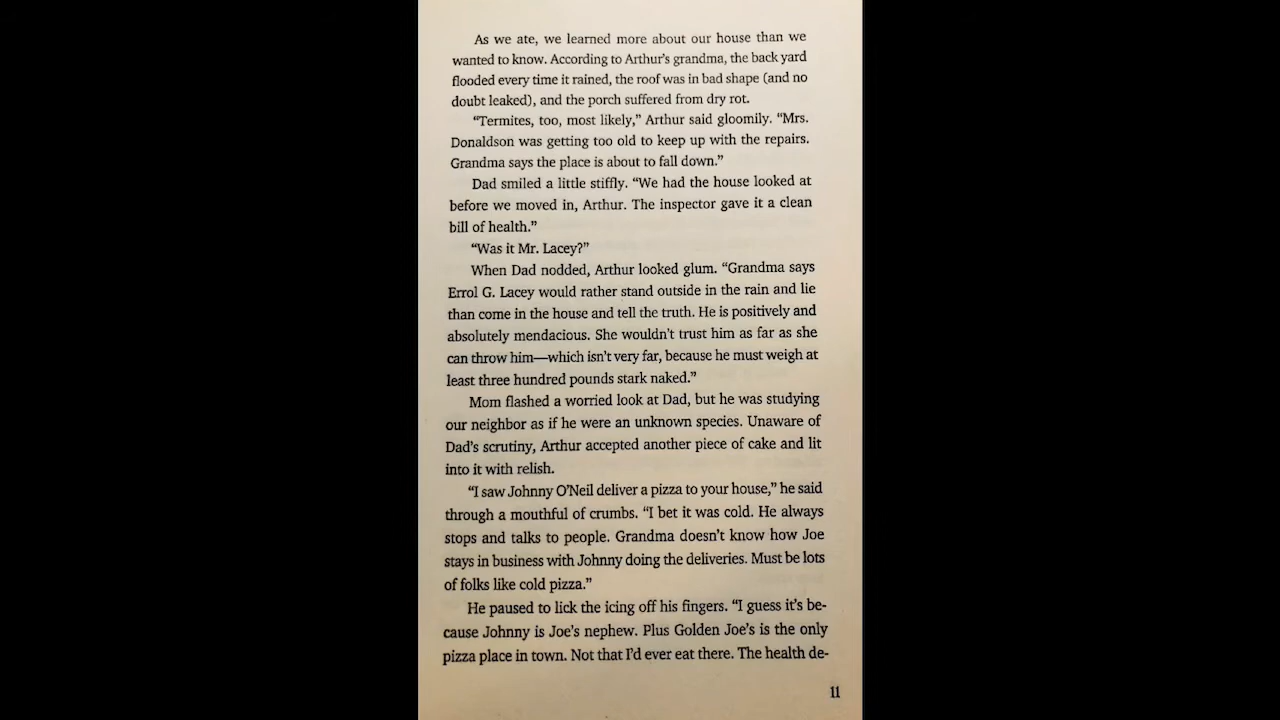 As we ate, we learned more about our house than we
wanted to know. According to Arthur's grandma, the back yard
flooded every time it rained, the roof was in bad shape (and no
doubt leaked), and the porch suffered from dry rot.
“Termites, too, most likely,” Arthur said gloomily. “Mrs.
Donaldson was getting too old to keep up with the repairs.
Grandma says the place is about to fall down.”
Dad smiled a little stiffly. “We had the house looked at
before we moved in, Arthur. The inspector gave it a clean
bill of health.”
“Was it Mr. Lacey?”
When Dad nodded, Arthur looked glum. “Grandma says
Errol G. Lacey would rather stand outside in the rain and lie
than come in the house and tell the truth. He is positively and
absolutely mendacious. She wouldn't trust him as far as she
can throw him—which isn't very far, because he must weigh at
least three hundred pounds stark naked.”
Mom flashed a worried look at Dad, but he was studying
our neighbor as if he were an unknown species. Unaware of
Dad's scrutiny, Arthur accepted another piece of cake and lit
into it with relish.
“I saw Johnny O'Neil deliver a pizza to your house,” he said
through a mouthful of crumbs. “I bet it was cold. He always
stops and talks to people. Grandma doesn't know how Joe
stays in business with Johnny doing the deliveries. Must be lots
of folks like cold pizza.”
He paused to lick the icing off his fingers. “I guess it's be-
cause Johnny is Joe's nephew. Plus Golden Joe's is the only
pizza place in town. Not that I'd ever eat there. The health de-
11